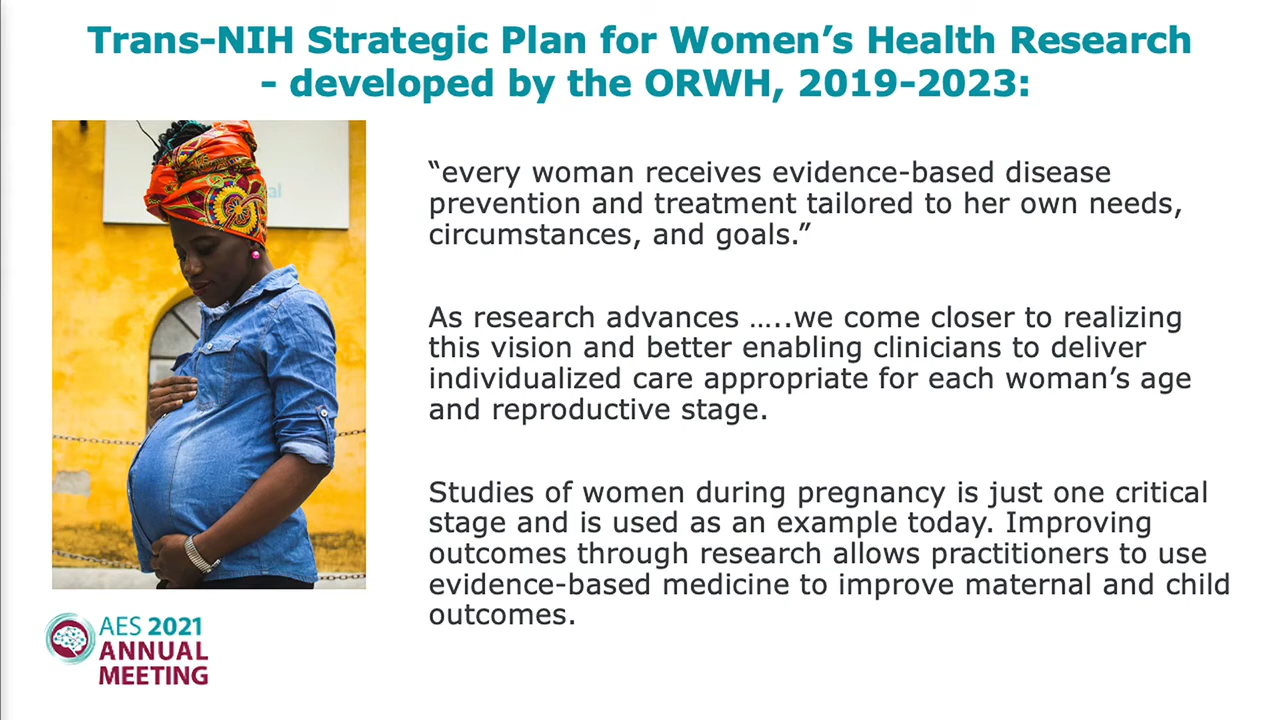 Trans-NIH Strategic Plan for Women’s Health Research
- developed by the ORWH, 2019-2023:
“every woman receives evidence-based disease
prevention and treatment tailored to her own needs,
circumstances, and goals.”
As research advances …..we come closer to realizing
this vision and better enabling clinicians to deliver
individualized care appropriate for each woman’s age
and reproductive stage.
Studies of women during pregnancy is just one critical
stage and is used as an example today. Improving
outcomes through research allows practitioners to use
evidence-based medicine to improve maternal and child
outcomes.
AES 2021
ANNUAL
MEETING